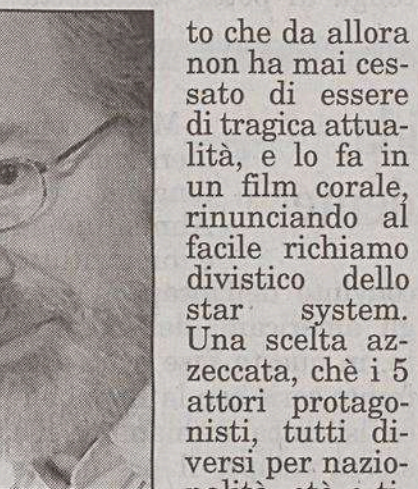 to che da allora
non ha mai ces-
sato di essere
di tragica attua-
lità, e lo fa in
un film corale,
rinunciando al
facile richiamo
divistico dello
star system.
Una scelta az-
zeccata, chè i 5
attori protago-
nisti, tutti di-
versi per nazio-